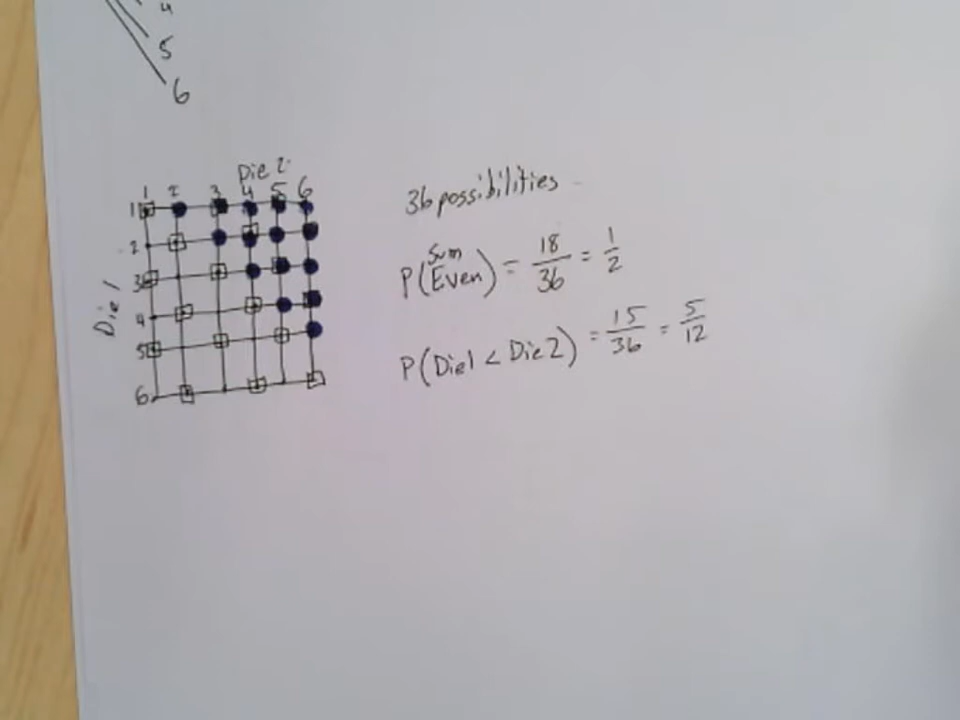 4
5
6
Die 2
1 2 3 4 5 6
1
2
3
4
5
6
Die 1
36 possibilities
P(Sum Even) = 18/36 = 1/2
P(Die1 < Die2) = 15/36 = 5/12